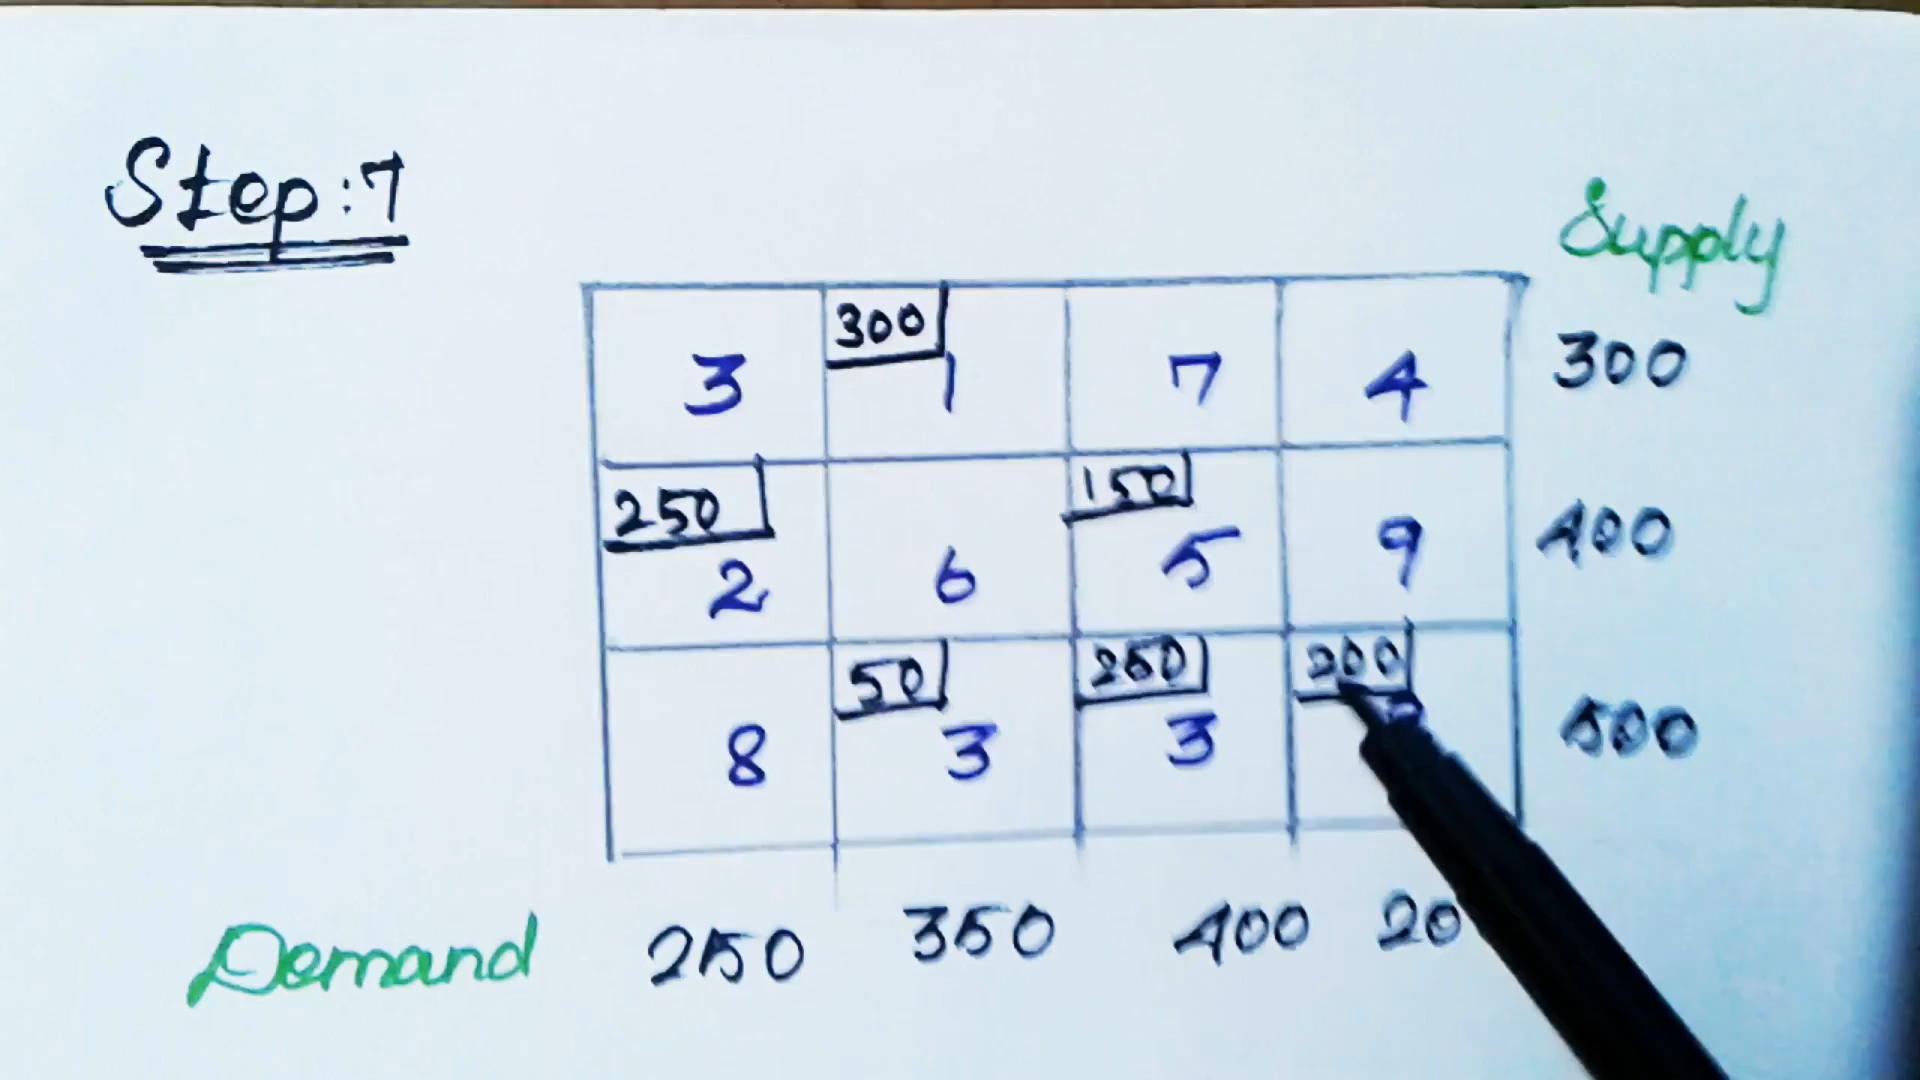 Step:7
Supply
300
3 1 7 4 300
250 150
2 6 5 9 400
50 250 200
8 3 3 500
Demand 250 350 400 20